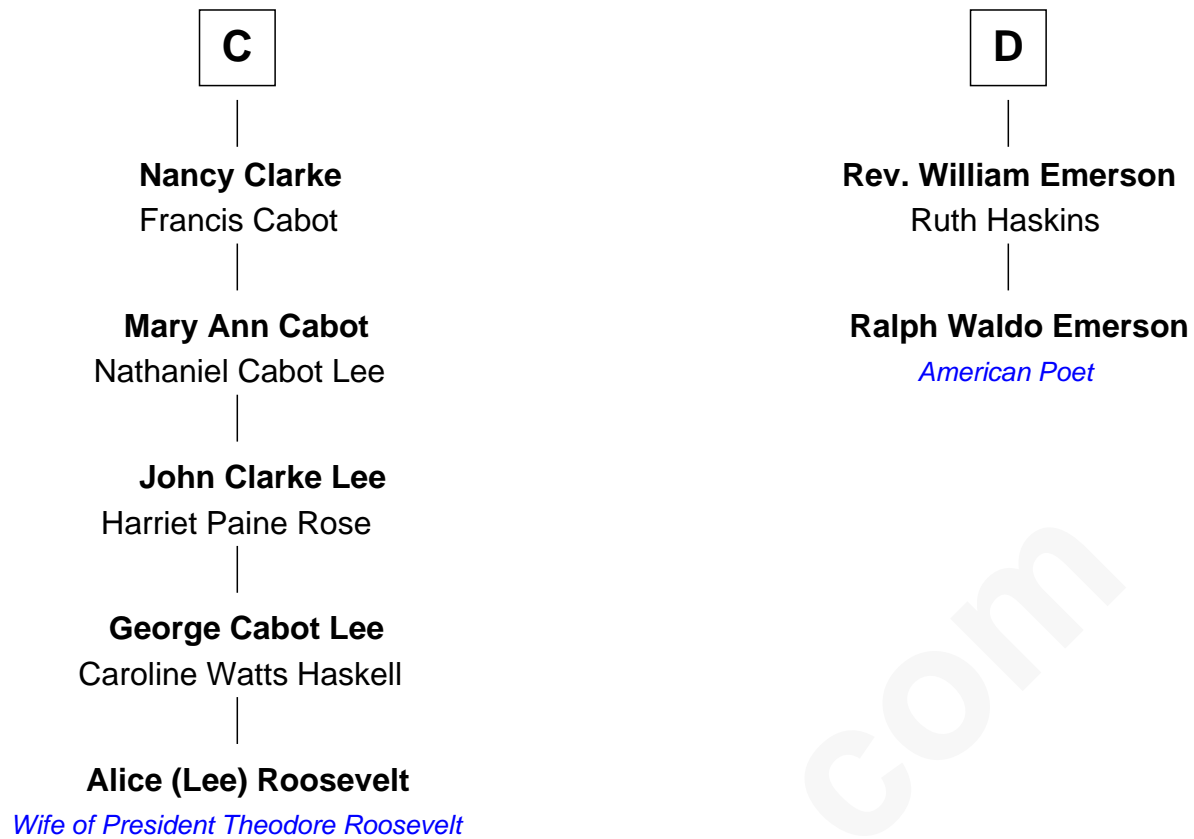 C
Nancy Clarke
Francis Cabot
Mary Ann Cabot
Nathaniel Cabot Lee
John Clarke Lee
Harriet Paine Rose
George Cabot Lee
Caroline Watts Haskell
Alice (Lee) Roosevelt
Wife of President Theodore Roosevelt
D
Rev. William Emerson
Ruth Haskins
Ralph Waldo Emerson
American Poet
com